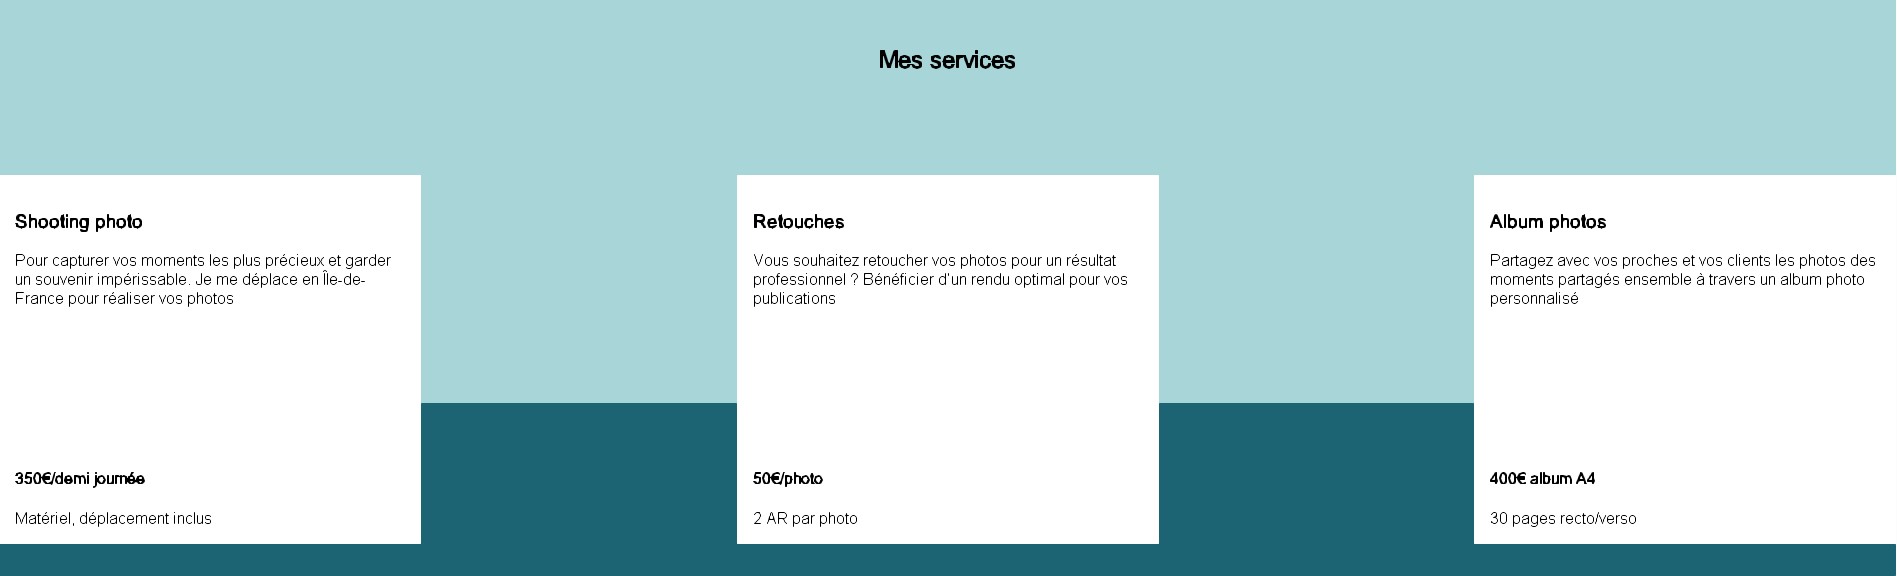 Mes services
Shooting photo
Pour capturer vos moments les plus précieux et garder
un souvenir impérissable. Je me déplace en Île-de-
France pour réaliser vos photos
350€/demi journée
Matériel, déplacement inclus
Retouches
Vous souhaitez retoucher vos photos pour un résultat
professionnel ? Bénéficier d'un rendu optimal pour vos
publications
50€/photo
2 AR par photo
Album photos
Partagez avec vos proches et vos clients les photos des
moments partagés ensemble à travers un album photo
personnalisé
400€ album A4
30 pages recto/verso